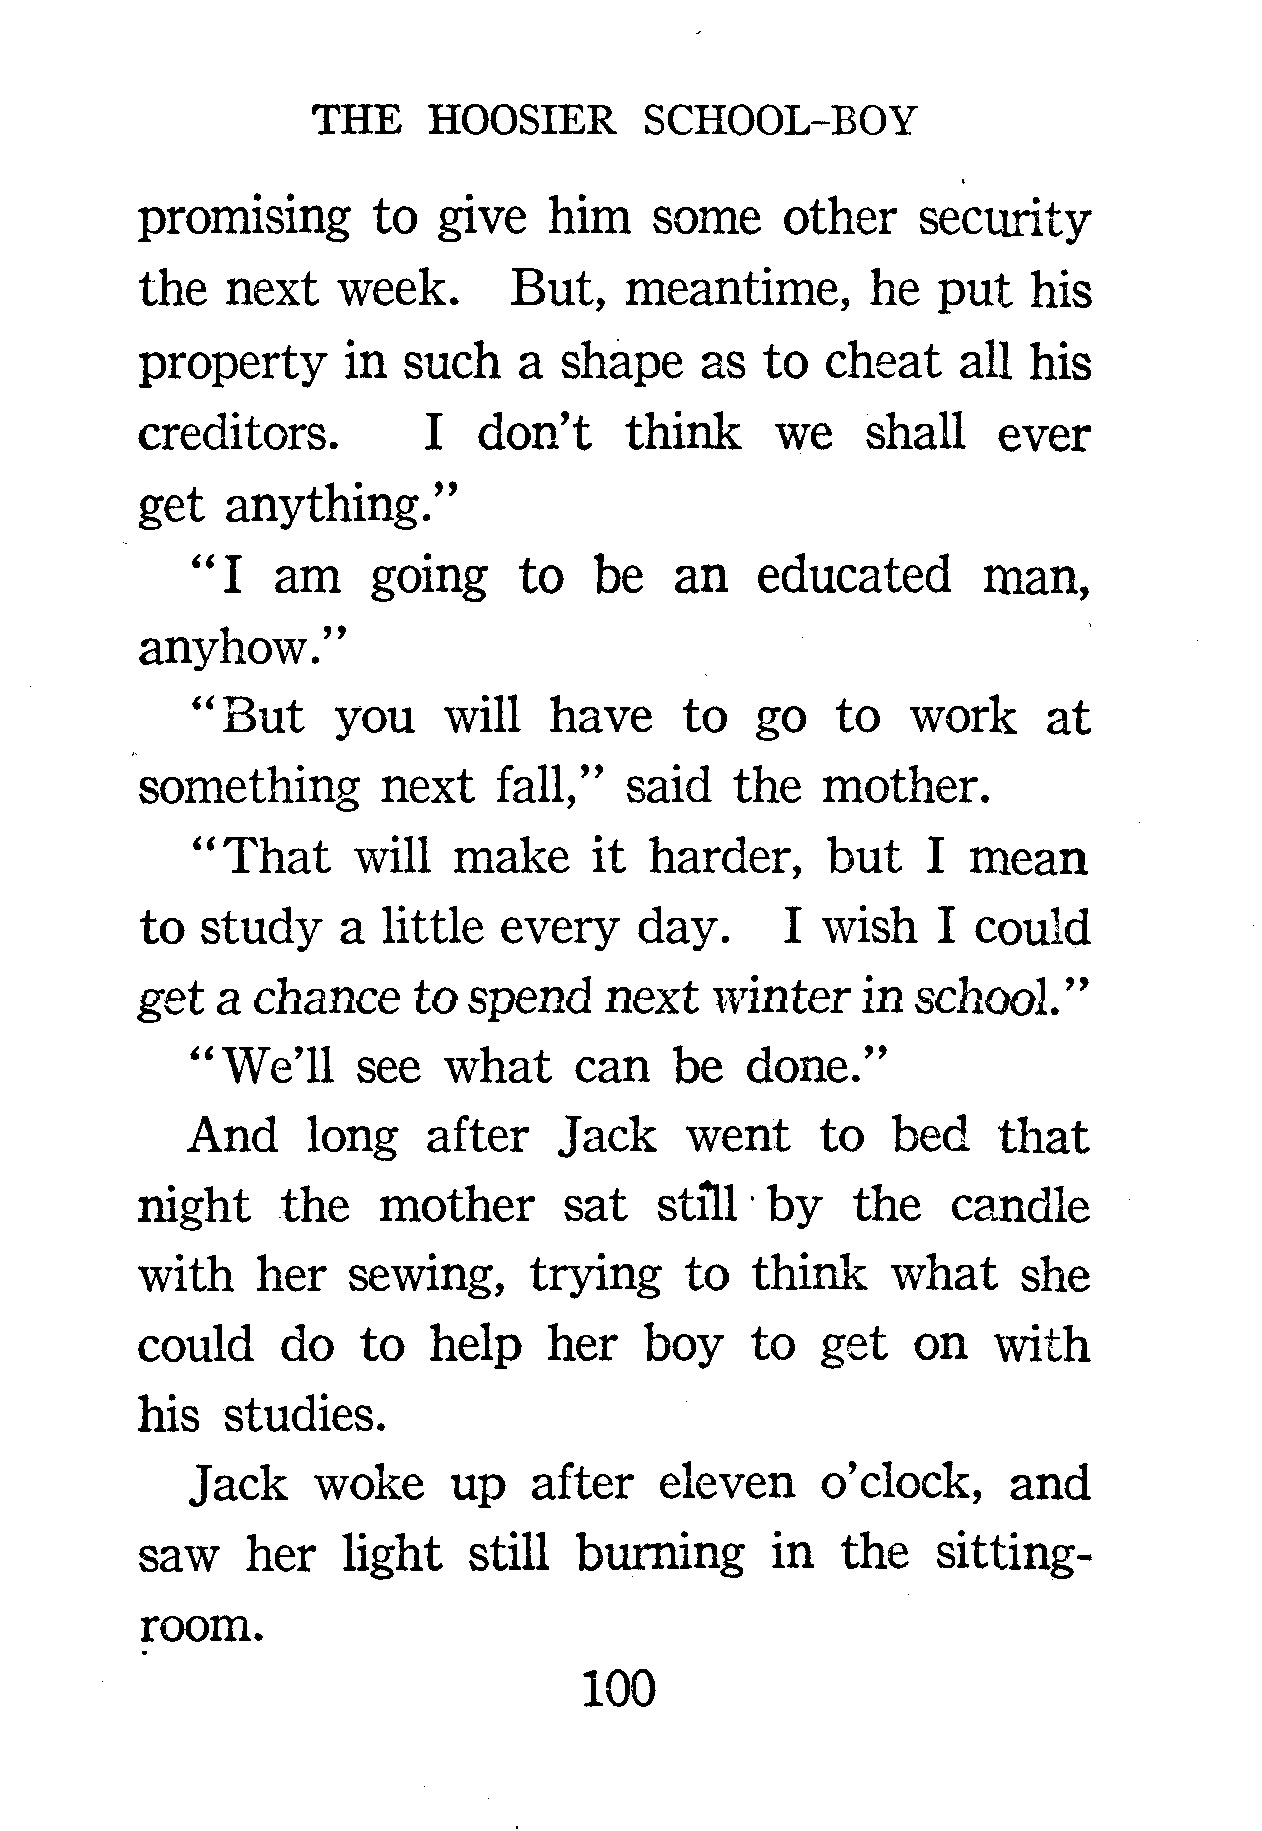 THE HOOSIER SCHOOL-BOY
promising to give him some other security
the next week. But, meantime, he put his
property in such a shape as to cheat all his
creditors. I don't think we shall ever
get anything."
"I am going to be an educated man,
anyhow."
"But you will have to go to work at
something next fall," said the mother.
"That will make it harder, but I mean
to study a little every day. I wish I could
get a chance to spend next winter in school."
"We'll see what can be done."
And long after Jack went to bed that
night the mother sat still by the candle
with her sewing, trying to think what she
could do to help her boy to get on with
his studies.
Jack woke up after eleven o'clock, and
saw her light still burning in the sitting-
room.
100